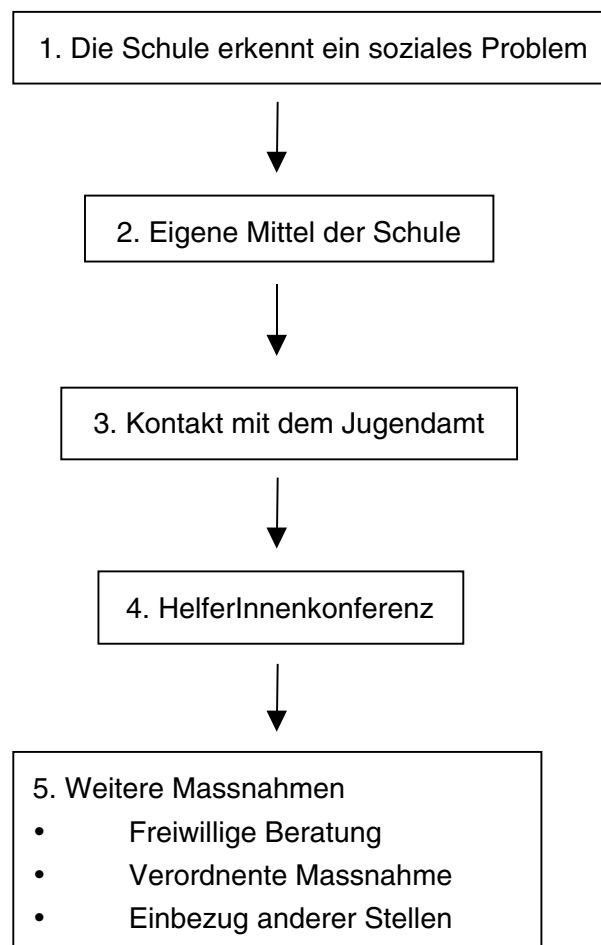 1. Die Schule erkennt ein soziales Problem
2. Eigene Mittel der Schule
3. Kontakt mit dem Jugendamt
4. HelferInnenkonferenz
5. Weitere Massnahmen
• Freiwillige Beratung
• Verordnente Massnahme
• Einbezug anderer Stellen